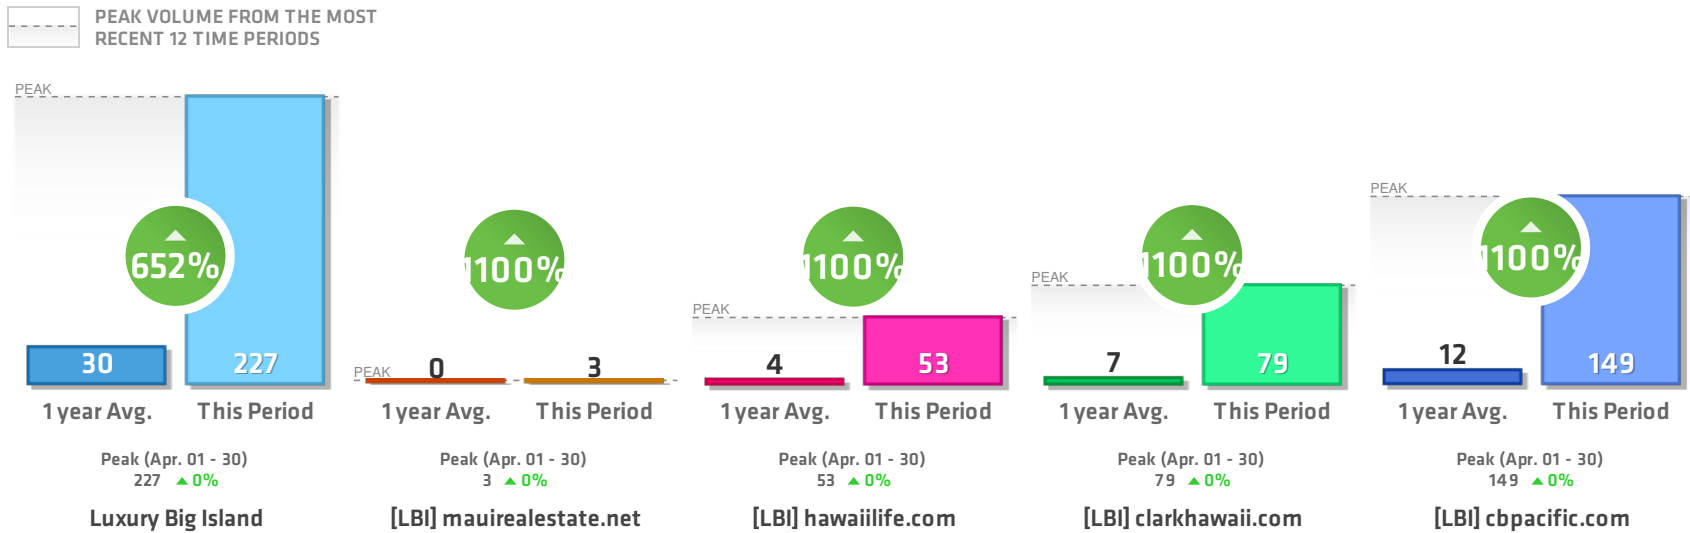 PEAK VOLUME FROM THE MOST
RECENT 12 TIME PERIODS
PEAK
652%
30
227
1 year Avg. This Period
Peak (Apr. 01 - 30)
227 ▲ 0%
Luxury Big Island
1100%
PEAK
0
3
1 year Avg. This Period
Peak (Apr. 01 - 30)
3 ▲ 0%
[LBI] mauirealestate.net
1100%
PEAK
4
53
1 year Avg. This Period
Peak (Apr. 01 - 30)
53 ▲ 0%
[LBI] hawaiilife.com
1100%
PEAK
7
79
1 year Avg. This Period
Peak (Apr. 01 - 30)
79 ▲ 0%
[LBI] clarkhawaii.com
PEAK
1100%
12
149
1 year Avg. This Period
Peak (Apr. 01 - 30)
149 ▲ 0%
[LBI] cbpacific.com